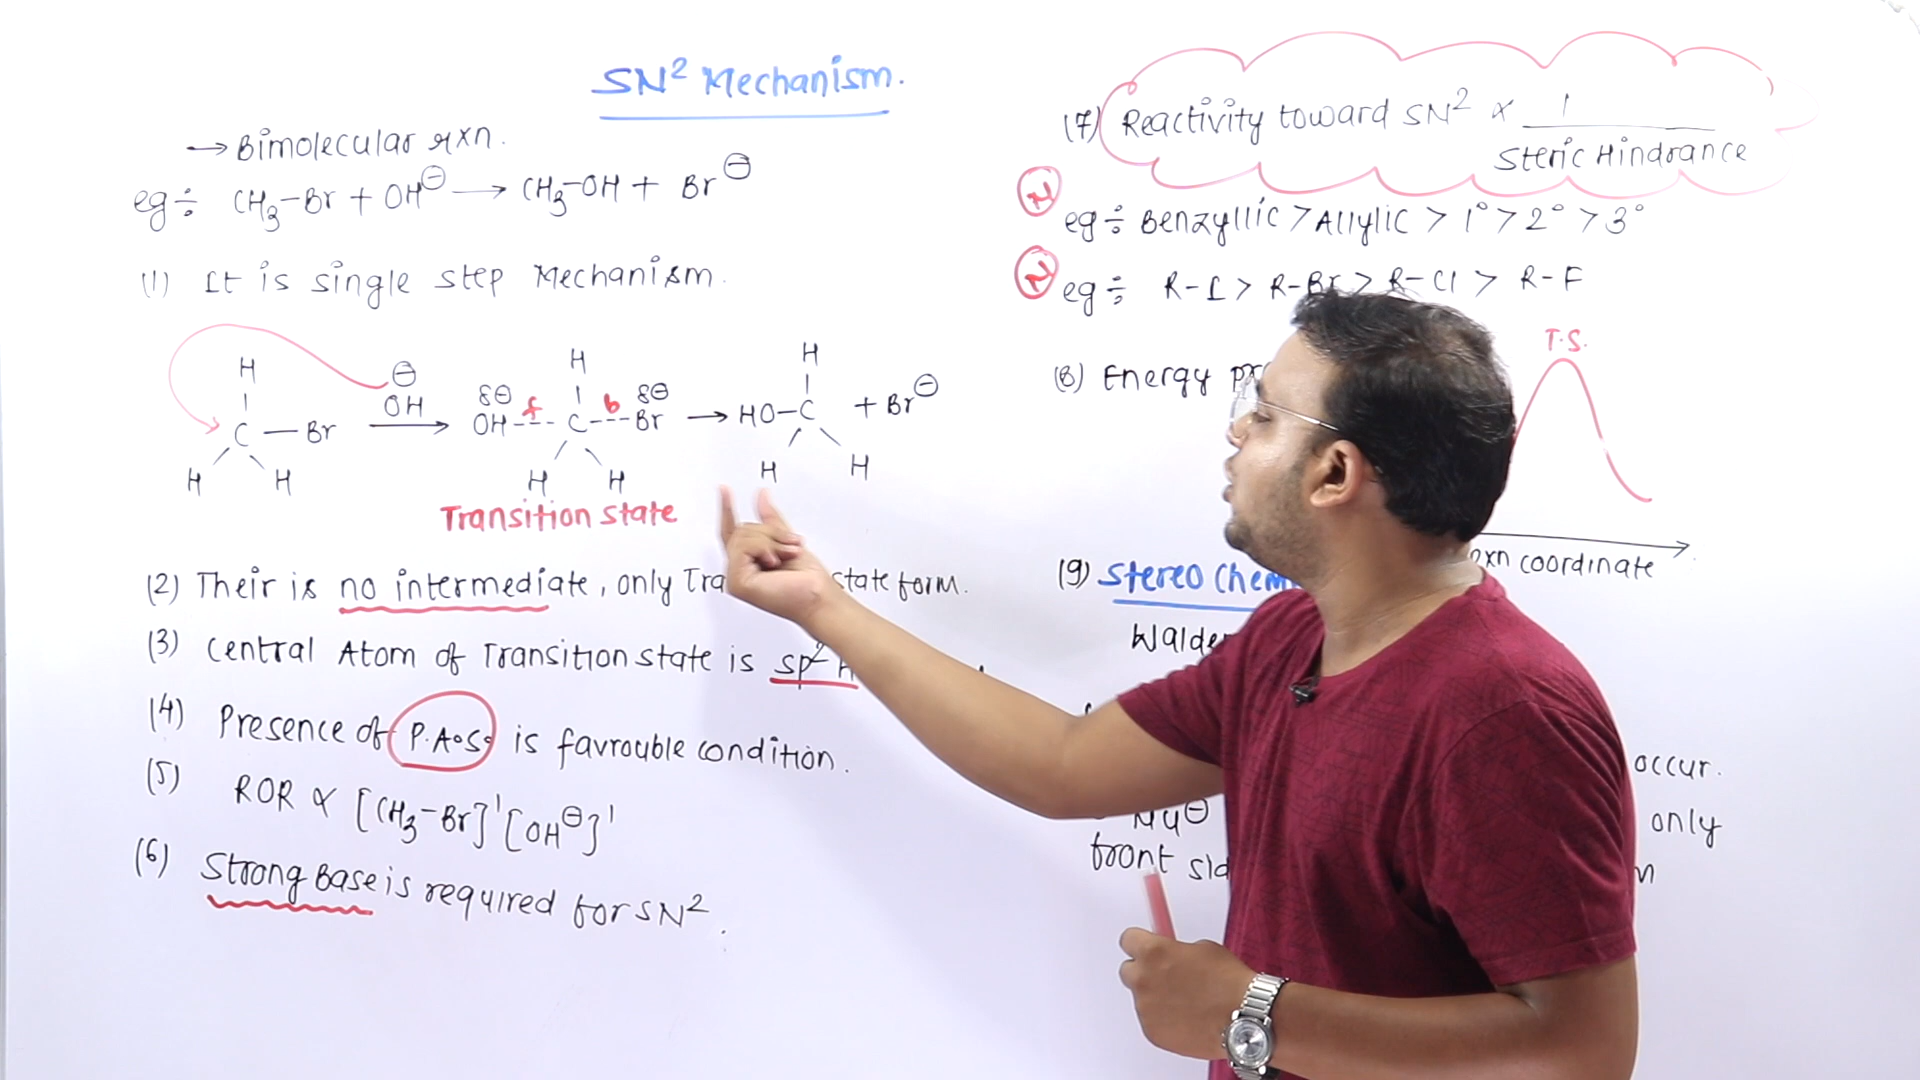 SN² Mechanism.
→ Bimolecular rxn.
eg ÷ CH₃-Br + OH⊖ → CH₃-OH + Br⊖
(1) It is single step Mechanism.
H
C — Br
H H
⊖
OH
→
H
δ⊖ δ⊖
OH --- C --- Br
f b
H H
Transition state
→
H
HO-C + Br⊖
H H
(2) Their is no intermediate, only state form.
(3) Central Atom of Transition state is sp²
(4) Presence of P.A.S. is favrouble condition.
(5) ROR ∝ [CH₃-Br]¹[OH⊖]¹
(6) Strong Base is required for SN².
(7) Reactivity toward SN² ∝ 1
Steric Hindrance
N
eg ÷ Benzyllic > Allylic > 1° > 2° > 3°
N
eg ÷ R-I > R-Br > R-Cl > R-F
(8) Energy
T.S.
rxn coordinate
(9) Stereo
occur.
Nu⊖ only
front